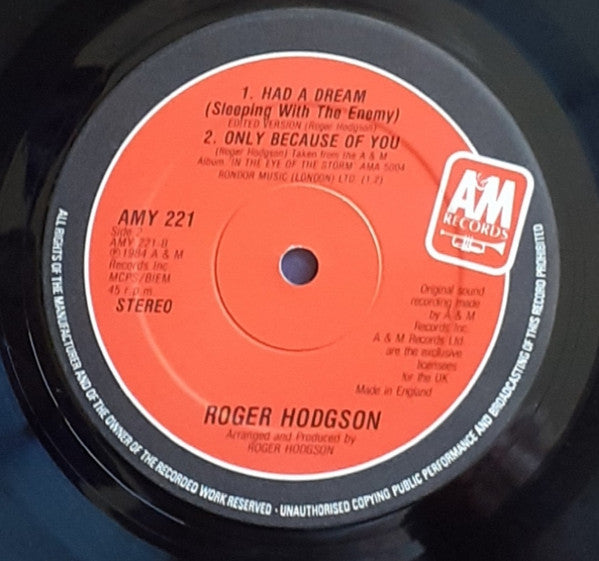 1. HAD A DREAM
(Sleeping With The Enemy)
EDITED VERSION (Roger Hodgson)
2. ONLY BECAUSE OF YOU
(Roger Hodgson) Taken from the A & M
Album 'IN THE EYE OF THE STORM' AMA 5004
RONDOR MUSIC (LONDON) LTD. (1,2)
A&M
RECORDS
AMY 221
Side 2
AMY 221-B
℗ 1984 A & M
Records Inc
MCPS/BIEM
45 r.p.m.
STEREO
Original sound
recording made
by A & M
Records Inc.
A & M Records Ltd.
are the exclusive
licensees
for the UK
Made in England
ROGER HODGSON
Arranged and Produced by
ROGER HODGSON
ALL RIGHTS OF THE MANUFACTURER AND OF THE OWNER OF THE RECORDED WORK RESERVED · UNAUTHORISED COPYING PUBLIC PERFORMANCE AND BROADCASTING OF THIS RECORD PROHIBITED